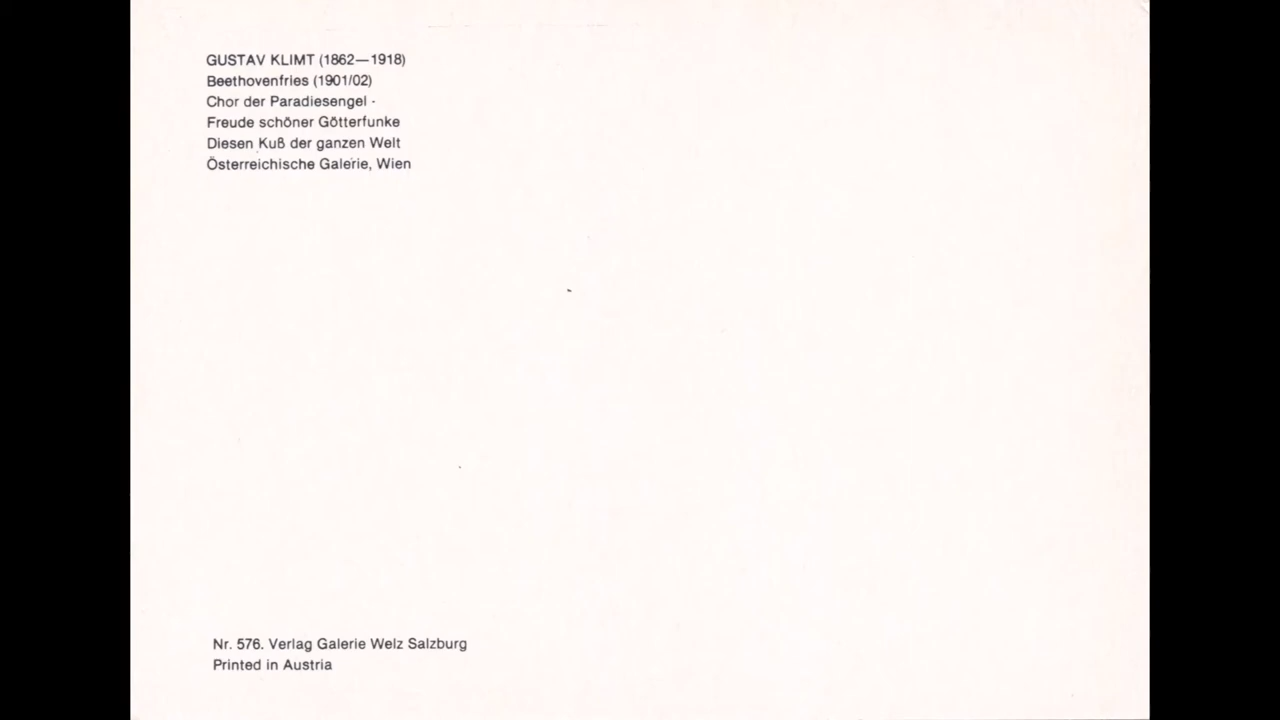 GUSTAV KLIMT (1862—1918)
Beethovenfries (1901/02)
Chor der Paradiesengel ·
Freude schöner Götterfunke
Diesen Kuß der ganzen Welt
Österreichische Galerie, Wien
Nr. 576. Verlag Galerie Welz Salzburg
Printed in Austria